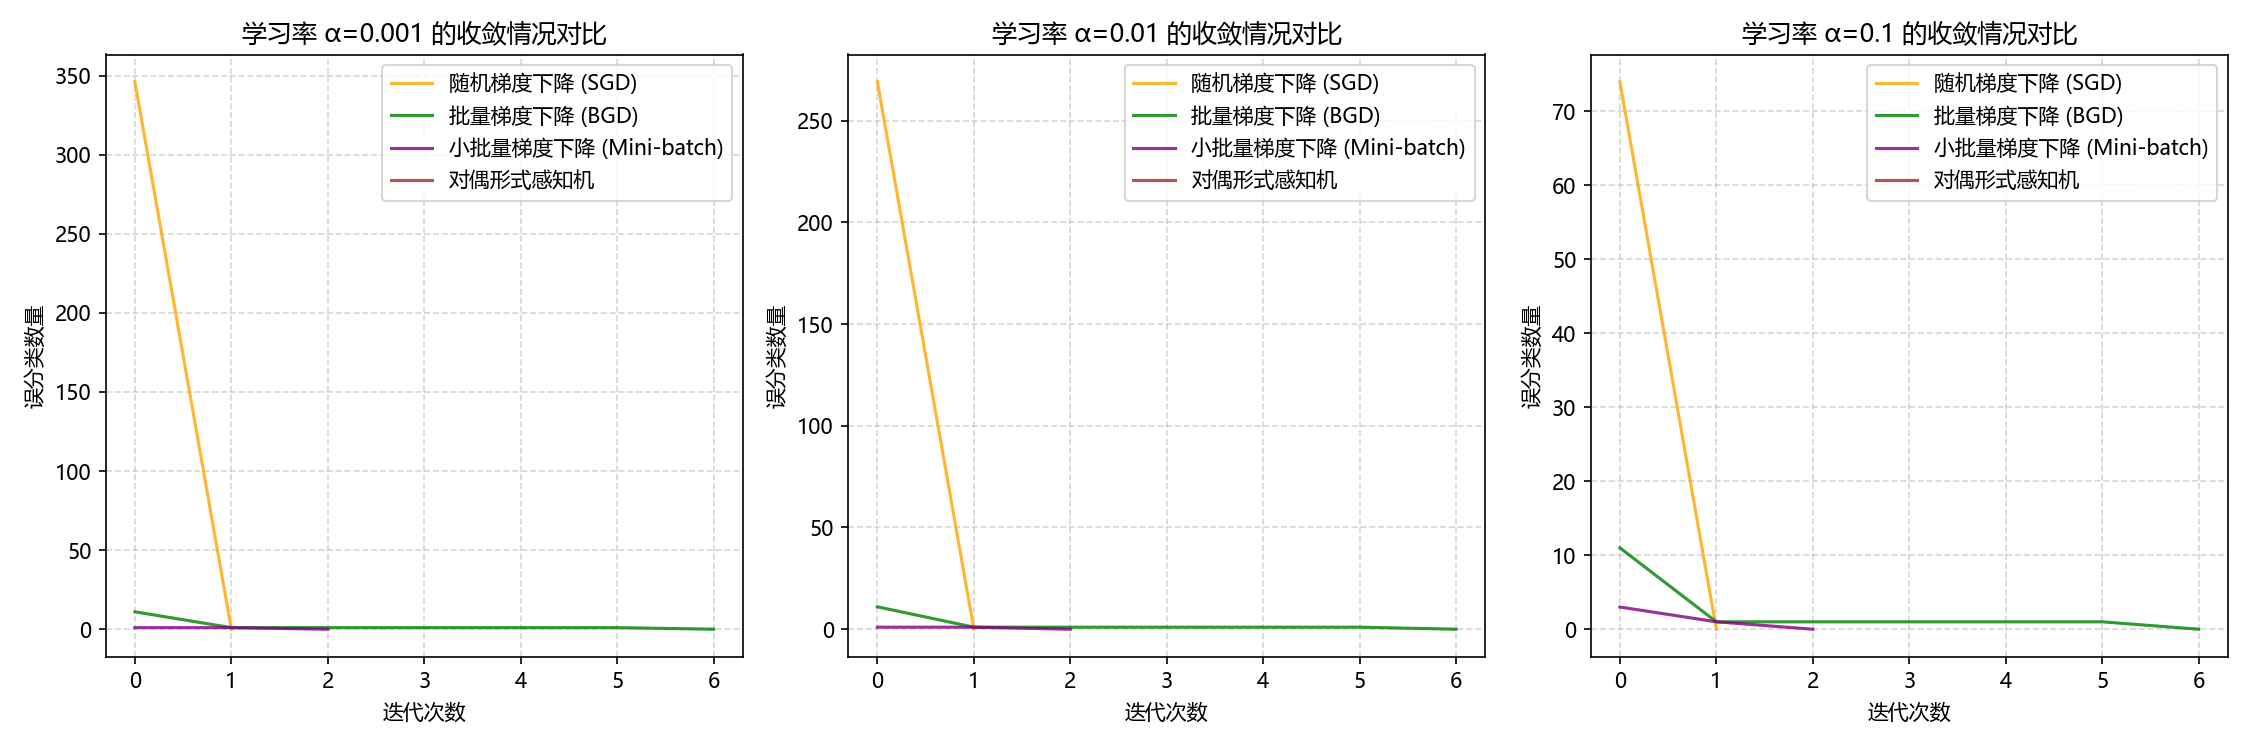 学习率 α=0.001 的收敛情况对比
350
300
250
200
150
100
50
0
误分类数量
随机梯度下降 (SGD)
批量梯度下降 (BGD)
小批量梯度下降 (Mini-batch)
对偶形式感知机
0 1 2 3 4 5 6
迭代次数
学习率 α=0.01 的收敛情况对比
250
200
150
100
50
0
误分类数量
随机梯度下降 (SGD)
批量梯度下降 (BGD)
小批量梯度下降 (Mini-batch)
对偶形式感知机
0 1 2 3 4 5 6
迭代次数
学习率 α=0.1 的收敛情况对比
70
60
50
40
30
20
10
0
误分类数量
随机梯度下降 (SGD)
批量梯度下降 (BGD)
小批量梯度下降 (Mini-batch)
对偶形式感知机
0 1 2 3 4 5 6
迭代次数